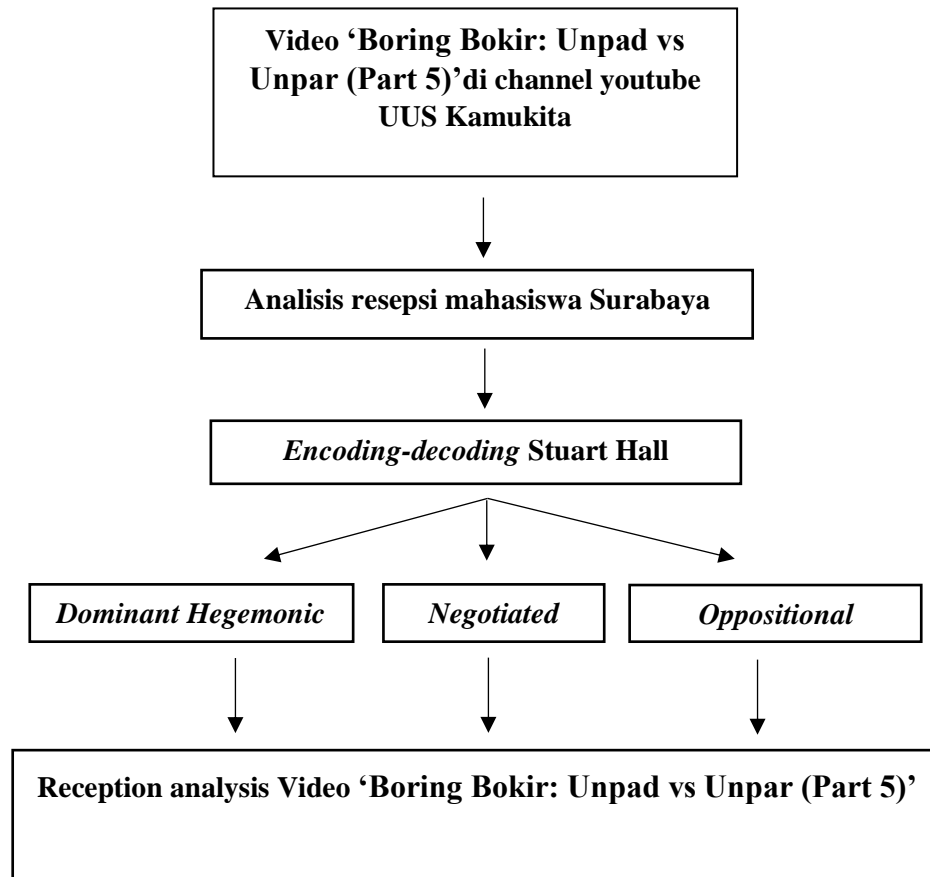 Video ‘Boring Bokir: Unpad vs
Unpar (Part 5)’di channel youtube
UUS Kamukita
Analisis resepsi mahasiswa Surabaya
Encoding-decoding Stuart Hall
Dominant Hegemonic
Negotiated
Oppositional
Reception analysis Video ‘Boring Bokir: Unpad vs Unpar (Part 5)’